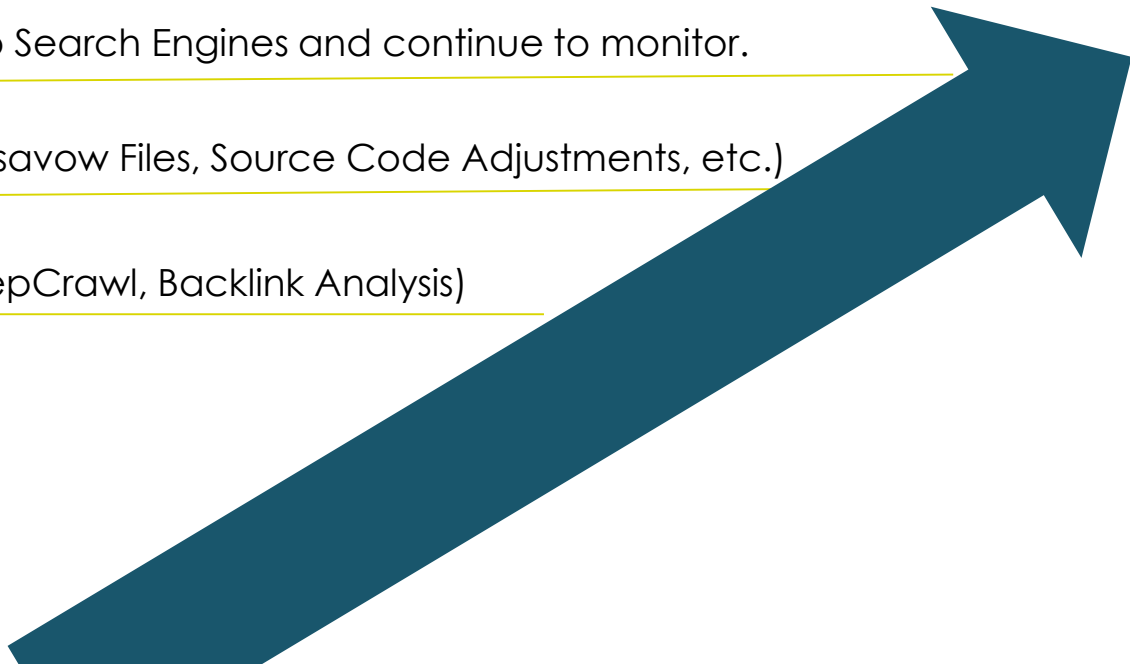 o Search Engines and continue to monitor.
savow Files, Source Code Adjustments, etc.)
epCrawl, Backlink Analysis)